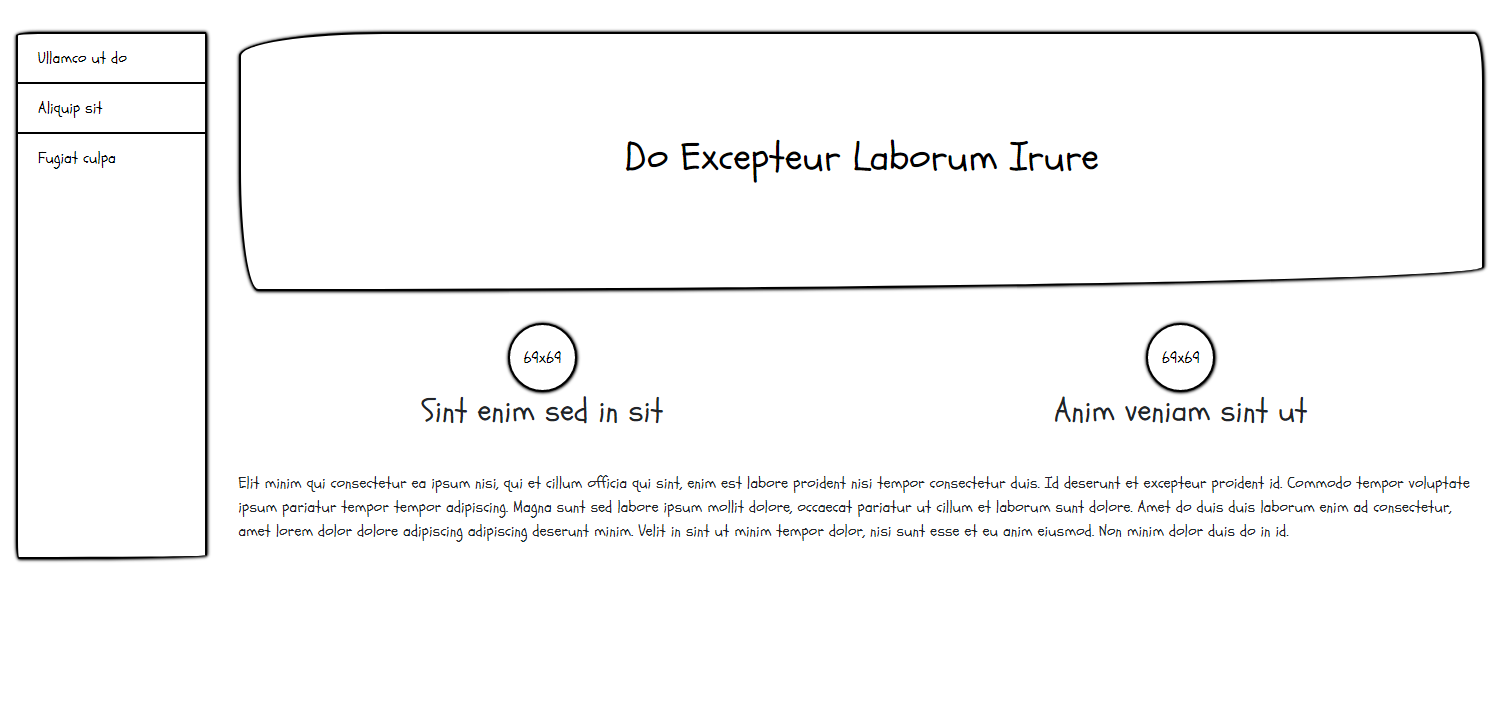 Ullamco ut do
Aliquip sit
Fugiat culpa
Do Excepteur Laborum Irure
69x69
Sint enim sed in sit
69x69
Anim veniam sint ut
Elit minim qui consectetur ea ipsum nisi, qui et cillum officia qui sint, enim est labore proident nisi tempor consectetur duis. Id deserunt et excepteur proident id. Commodo tempor voluptate
ipsum pariatur tempor tempor adipiscing. Magna sunt sed labore ipsum mollit dolore, occaecat pariatur ut cillum et laborum sunt dolore. Amet do duis duis laborum enim ad consectetur,
amet lorem dolor dolore adipiscing adipiscing deserunt minim. Velit in sint ut minim tempor dolor, nisi sunt esse et eu anim eiusmod. Non minim dolor duis do in id.